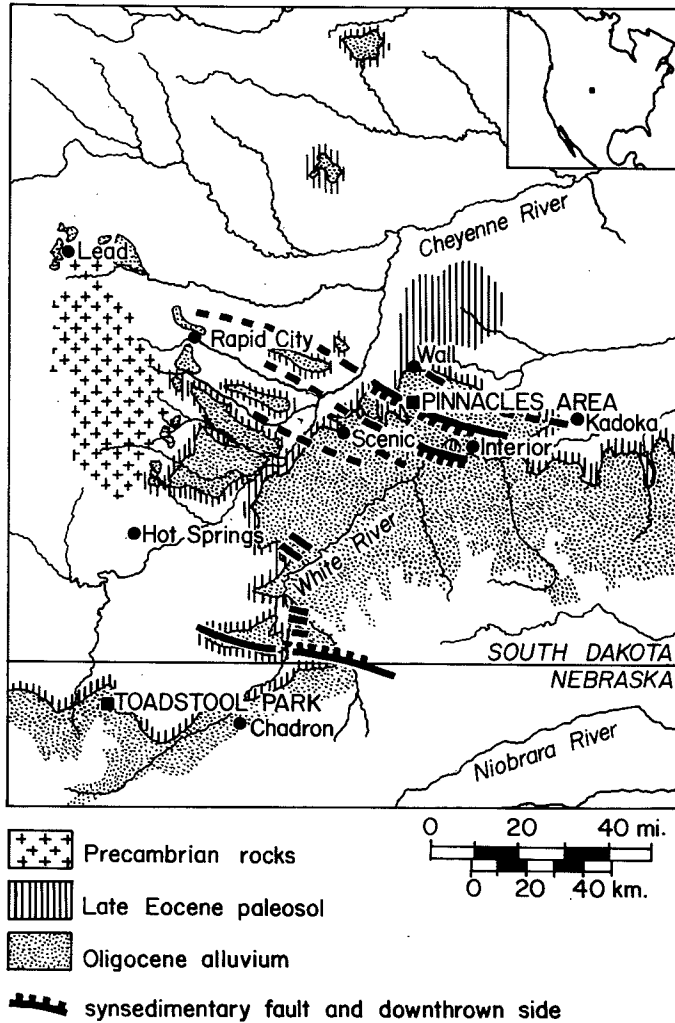 Cheyenne River
Lead
Rapid City
Wall
PINNACLES AREA
Kadoka
Scenic
Interior
Hot Springs
White River
SOUTH DAKOTA
NEBRASKA
TOADSTOOL PARK
Chadron
Niobrara River
0 20 40 mi.
0 20 40 km.
Precambrian rocks
Late Eocene paleosol
Oligocene alluvium
synsedimentary fault and downthrown side